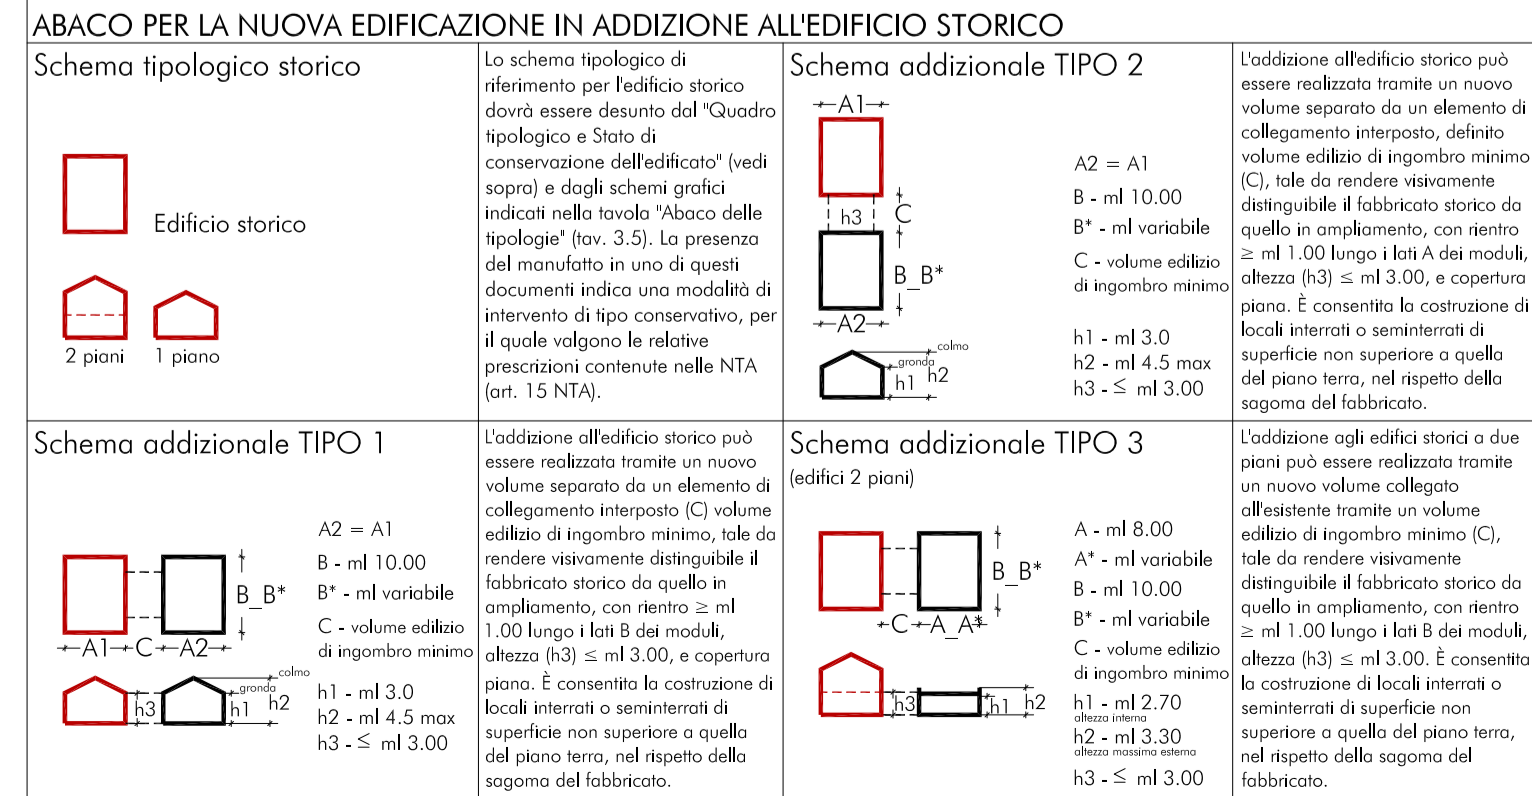 ABACO PER LA NUOVA EDIFICAZIONE IN ADDIZIONE ALL'EDIFICIO STORICO
Schema tipologico storico
Edificio storico
2 piani
1 piano
Lo schema tipologico di
riferimento per l'edificio storico
dovrà essere desunto dal "Quadro
tipologico e Stato di
conservazione dell'edificato" (vedi
sopra) e dagli schemi grafici
indicati nella tavola "Abaco delle
tipologie" (tav. 3.5). La presenza
del manufatto in uno di questi
documenti indica una modalità di
intervento di tipo conservativo, per
il quale valgono le relative
prescrizioni contenute nelle NTA
(art. 15 NTA).
Schema addizionale TIPO 2
A1
h3
C
B_B*
A2
colmo
gronda
h1
h2
A2 = A1
B - ml 10.00
B* - ml variabile
C - volume edilizio
di ingombro minimo
h1 - ml 3.0
h2 - ml 4.5 max
h3 - ≤ ml 3.00
L'addizione all'edificio storico può
essere realizzata tramite un nuovo
volume separato da un elemento di
collegamento interposto, definito
volume edilizio di ingombro minimo
(C), tale da rendere visivamente
distinguibile il fabbricato storico da
quello in ampliamento, con rientro
≥ ml 1.00 lungo i lati A dei moduli,
altezza (h3) ≤ ml 3.00, e copertura
piana. È consentita la costruzione di
locali interrati o seminterrati di
superficie non superiore a quella
del piano terra, nel rispetto della
sagoma del fabbricato.
Schema addizionale TIPO 1
B_B*
A1 C A2
colmo
gronda
h3
h1
h2
A2 = A1
B - ml 10.00
B* - ml variabile
C - volume edilizio
di ingombro minimo
h1 - ml 3.0
h2 - ml 4.5 max
h3 - ≤ ml 3.00
L'addizione all'edificio storico può
essere realizzata tramite un nuovo
volume separato da un elemento di
collegamento interposto (C) volume
edilizio di ingombro minimo, tale da
rendere visivamente distinguibile il
fabbricato storico da quello in
ampliamento, con rientro ≥ ml
1.00 lungo i lati B dei moduli,
altezza (h3) ≤ ml 3.00, e copertura
piana. È consentita la costruzione di
locali interrati o seminterrati di
superficie non superiore a quella
del piano terra, nel rispetto della
sagoma del fabbricato.
Schema addizionale TIPO 3
(edifici 2 piani)
B_B*
C A_A*
h3
h1
h2
A - ml 8.00
A* - ml variabile
B - ml 10.00
B* - ml variabile
C - volume edilizio
di ingombro minimo
h1 - ml 2.70
altezza interna
h2 - ml 3.30
altezza massima esterna
h3 - ≤ ml 3.00
L'addizione agli edifici storici a due
piani può essere realizzata tramite
un nuovo volume collegato
all'esistente tramite un volume
edilizio di ingombro minimo (C),
tale da rendere visivamente
distinguibile il fabbricato storico da
quello in ampliamento, con rientro
≥ ml 1.00 lungo i lati B dei moduli,
altezza (h3) ≤ ml 3.00. È consentita
la costruzione di locali interrati o
seminterrati di superficie non
superiore a quella del piano terra,
nel rispetto della sagoma del
fabbricato.